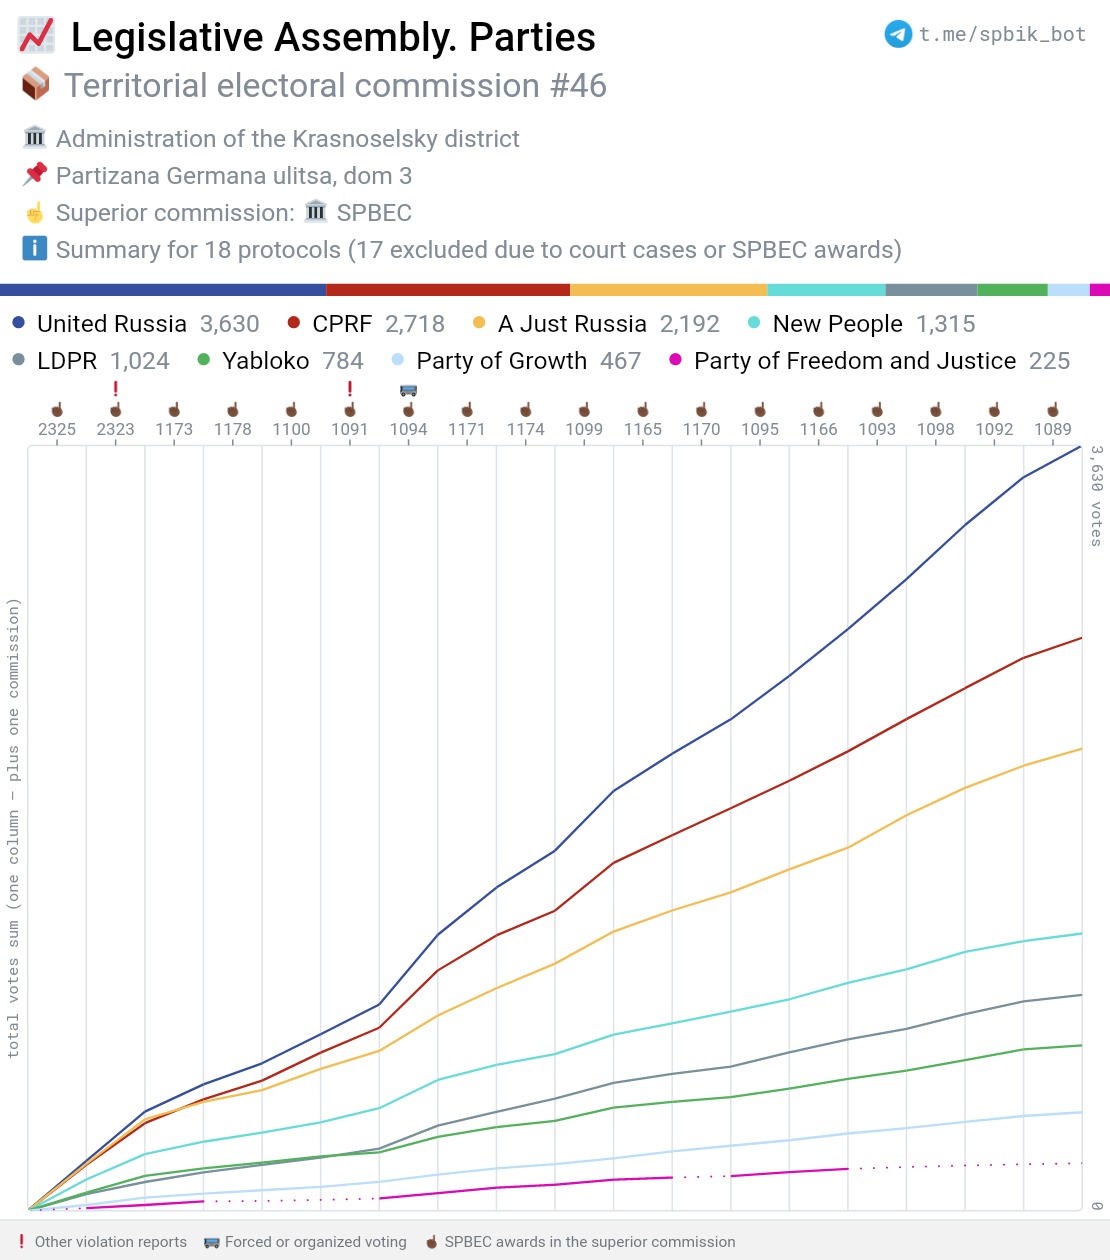 Legislative Assembly. Parties
t.me/spbik_bot
Territorial electoral commission #46
Administration of the Krasnoselsky district
Partizana Germana ulitsa, dom 3
Superior commission: SPBEC
Summary for 18 protocols (17 excluded due to court cases or SPBEC awards)
United Russia 3,630 CPRF 2,718 A Just Russia 2,192 New People 1,315
LDPR 1,024 Yabloko 784 Party of Growth 467 Party of Freedom and Justice 225
2325 2323 1173 1178 1100 1091 1094 1171 1174 1099 1165 1170 1095 1166 1093 1098 1092 1089
3,630 votes
total votes sum (one column – plus one commission)
0
Other violation reports Forced or organized voting SPBEC awards in the superior commission